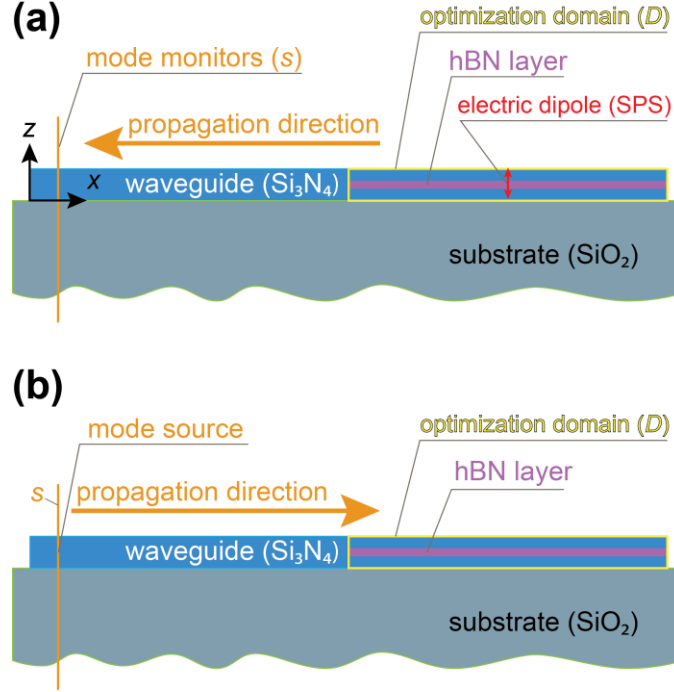 (a)
optimization domain (D)
mode monitors (s)
hBN layer
electric dipole (SPS)
propagation direction
z
x
waveguide (Si₃N₄)
substrate (SiO₂)
(b)
mode source
optimization domain (D)
s
propagation direction
hBN layer
waveguide (Si₃N₄)
substrate (SiO₂)